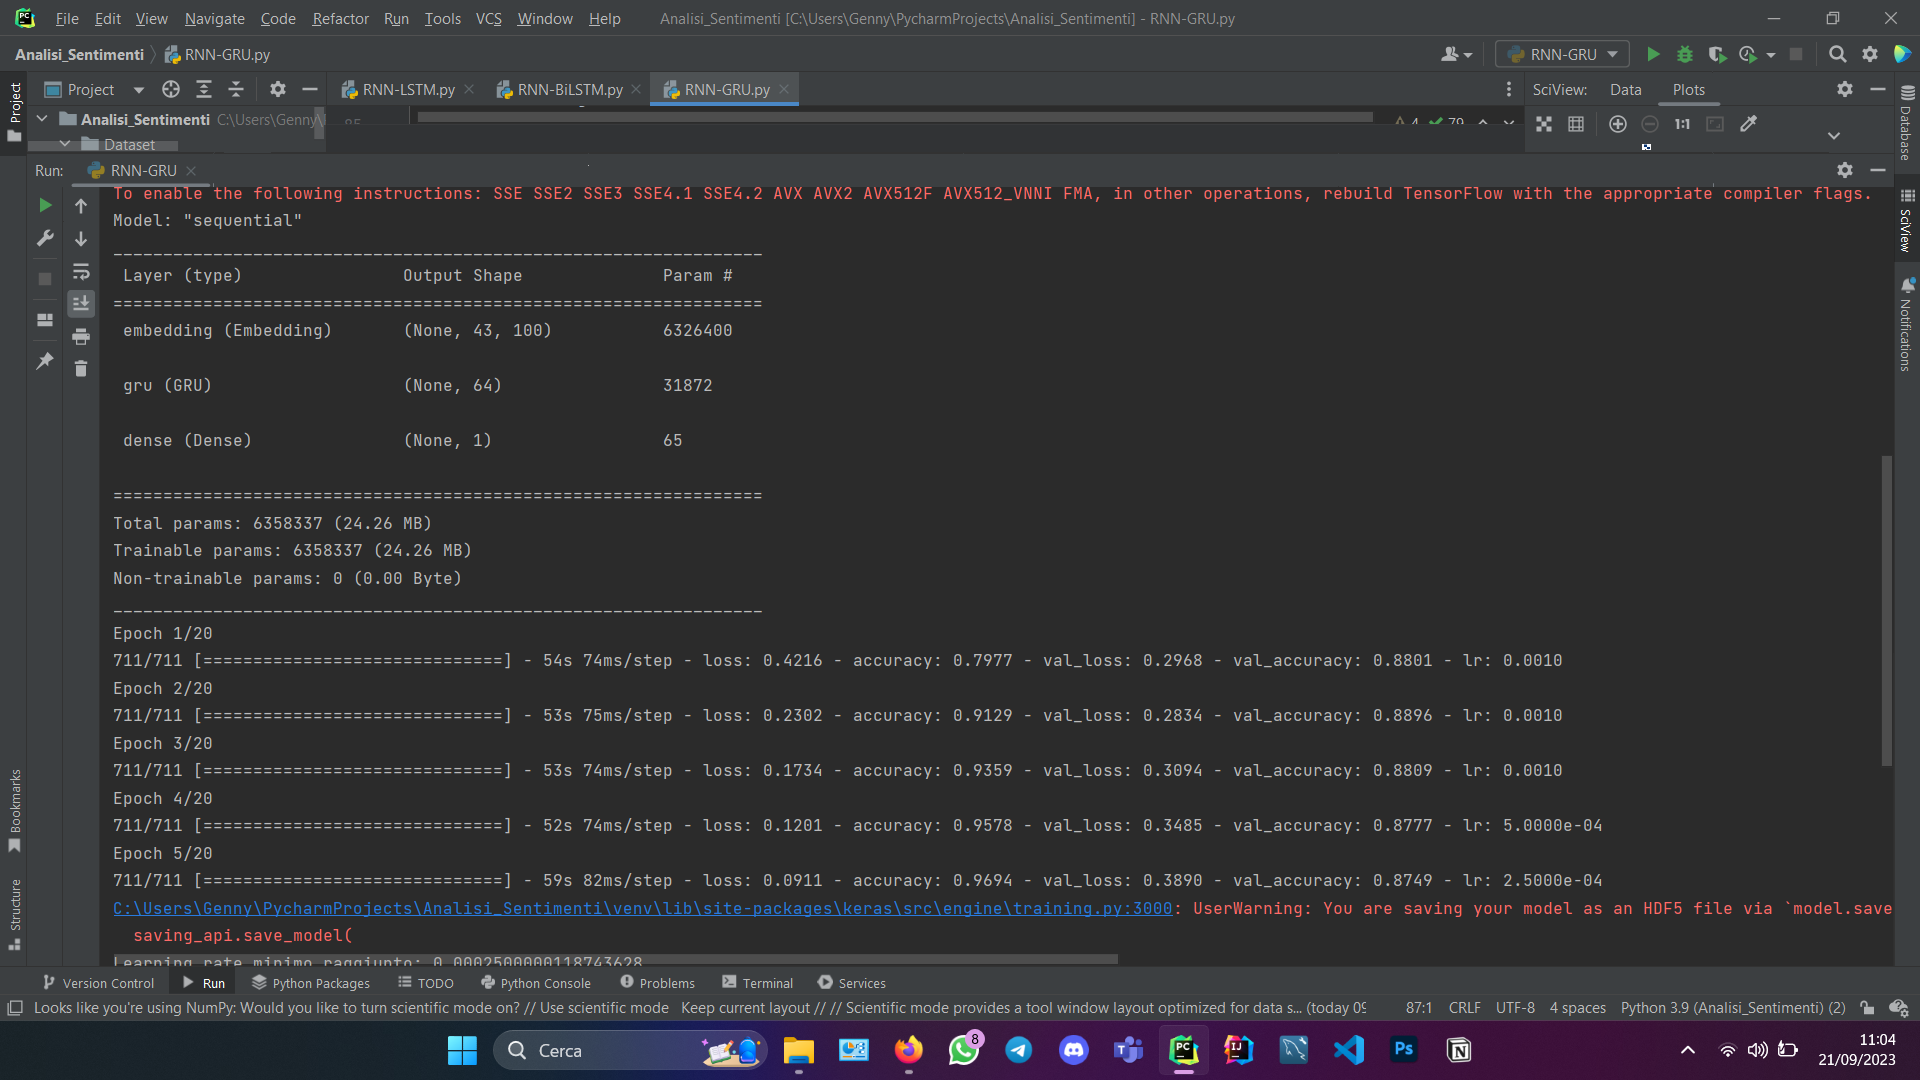 File Edit View Navigate Code Refactor Run Tools VCS Window Help Analisi_Sentimenti [C:\Users\Genny\PycharmProjects\Analisi_Sentimenti] - RNN-GRU.py
Analisi_Sentimenti RNN-GRU.py RNN-GRU
Project RNN-LSTM.py RNN-BiLSTM.py RNN-GRU.py SciView: Data Plots
Analisi_Sentimenti C:\Users\Genny\ 4 79 1:1
Dataset
Run: RNN-GRU
To enable the following instructions: SSE SSE2 SSE3 SSE4.1 SSE4.2 AVX AVX2 AVX512F AVX512_VNNI FMA, in other operations, rebuild TensorFlow with the appropriate compiler flags.
Model: "sequential"
_________________________________________________________________
Layer (type) Output Shape Param #
=================================================================
embedding (Embedding) (None, 43, 100) 6326400
gru (GRU) (None, 64) 31872
dense (Dense) (None, 1) 65
=================================================================
Total params: 6358337 (24.26 MB)
Trainable params: 6358337 (24.26 MB)
Non-trainable params: 0 (0.00 Byte)
_________________________________________________________________
Epoch 1/20
711/711 [==============================] - 54s 74ms/step - loss: 0.4216 - accuracy: 0.7977 - val_loss: 0.2968 - val_accuracy: 0.8801 - lr: 0.0010
Epoch 2/20
711/711 [==============================] - 53s 75ms/step - loss: 0.2302 - accuracy: 0.9129 - val_loss: 0.2834 - val_accuracy: 0.8896 - lr: 0.0010
Epoch 3/20
711/711 [==============================] - 53s 74ms/step - loss: 0.1734 - accuracy: 0.9359 - val_loss: 0.3094 - val_accuracy: 0.8809 - lr: 0.0010
Epoch 4/20
711/711 [==============================] - 52s 74ms/step - loss: 0.1201 - accuracy: 0.9578 - val_loss: 0.3485 - val_accuracy: 0.8777 - lr: 5.0000e-04
Epoch 5/20
711/711 [==============================] - 59s 82ms/step - loss: 0.0911 - accuracy: 0.9694 - val_loss: 0.3890 - val_accuracy: 0.8749 - lr: 2.5000e-04
C:\Users\Genny\PycharmProjects\Analisi_Sentimenti\venv\lib\site-packages\keras\src\engine\training.py:3000: UserWarning: You are saving your model as an HDF5 file via `model.save
saving_api.save_model(
Learning rate minimo raggiunto: 0.0002500000118743628
Project
Bookmarks
Structure
Database
SciView
Notifications
Version Control Run Python Packages TODO Python Console Problems Terminal Services
Looks like you're using NumPy: Would you like to turn scientific mode on? // Use scientific mode Keep current layout // // Scientific mode provides a tool window layout optimized for data s... (today 09 87:1 CRLF UTF-8 4 spaces Python 3.9 (Analisi_Sentimenti) (2)
Cerca 8 11:04
21/09/2023